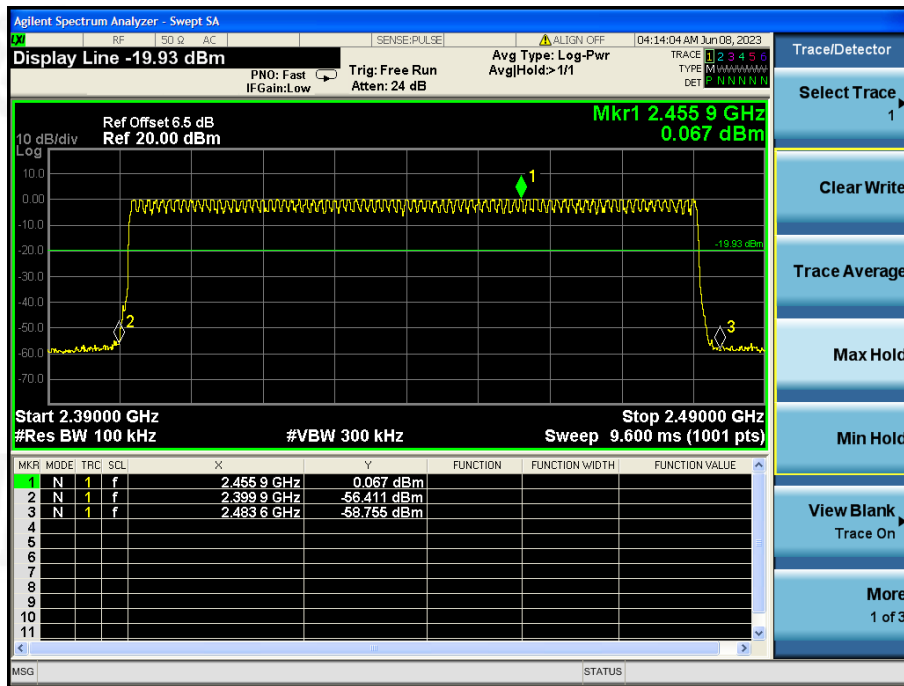 Agilent Spectrum Analyzer - Swept SA
LXI RF 50 Ω AC SENSE:PULSE ALIGN OFF 04:14:04 AM Jun 08, 2023
Display Line -19.93 dBm
PNO: Fast
IFGain:Low
Trig: Free Run
Atten: 24 dB
Avg Type: Log-Pwr
Avg|Hold:>1/1
TRACE 1 2 3 4 5 6
TYPE M WWWWW
DET P N N N N N
Trace/Detector
Select Trace
1
Clear Write
Trace Average
Max Hold
Min Hold
View Blank
Trace On
More
1 of 3
Mkr1 2.455 9 GHz
0.067 dBm
Ref Offset 6.5 dB
10 dB/div Ref 20.00 dBm
Log
10.0
0.00
-10.0
-20.0
-30.0
-40.0
-50.0
-60.0
-70.0
1
-19.93 dBm
2
3
Start 2.39000 GHz Stop 2.49000 GHz
#Res BW 100 kHz #VBW 300 kHz Sweep 9.600 ms (1001 pts)
MKR MODE TRC SCL X Y FUNCTION FUNCTION WIDTH FUNCTION VALUE
1 N 1 f 2.455 9 GHz 0.067 dBm
2 N 1 f 2.399 9 GHz -56.411 dBm
3 N 1 f 2.483 6 GHz -58.755 dBm
4
5
6
7
8
9
10
11
MSG STATUS